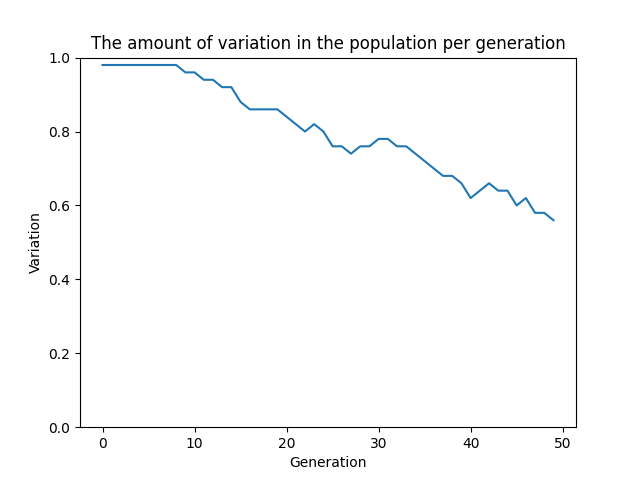 The amount of variation in the population per generation
1.0
0.8
0.6
0.4
0.2
0.0
Variation
0 10 20 30 40 50
Generation